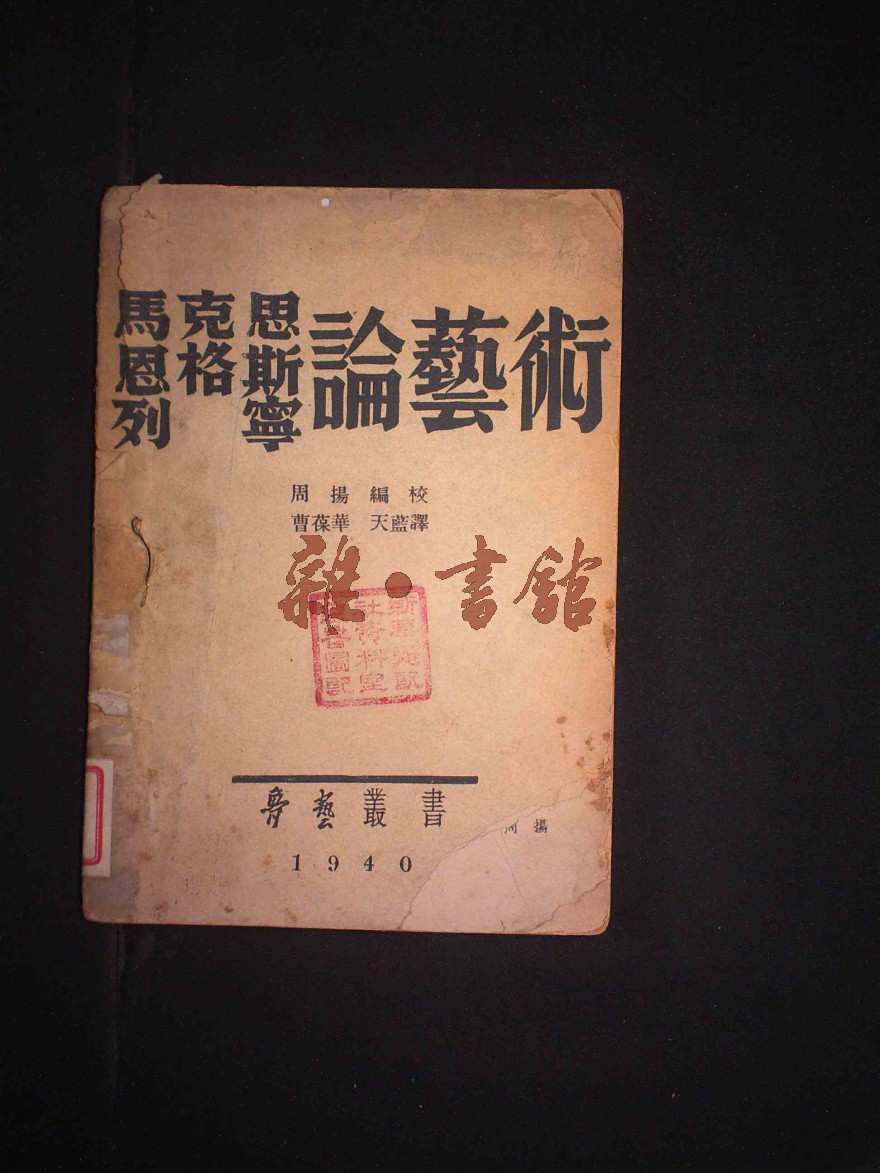 馬克思
恩格斯
列寧
論藝術
周揚編校
曹葆華 天藍譯
雜·書館
魯藝叢書
周揚
1940